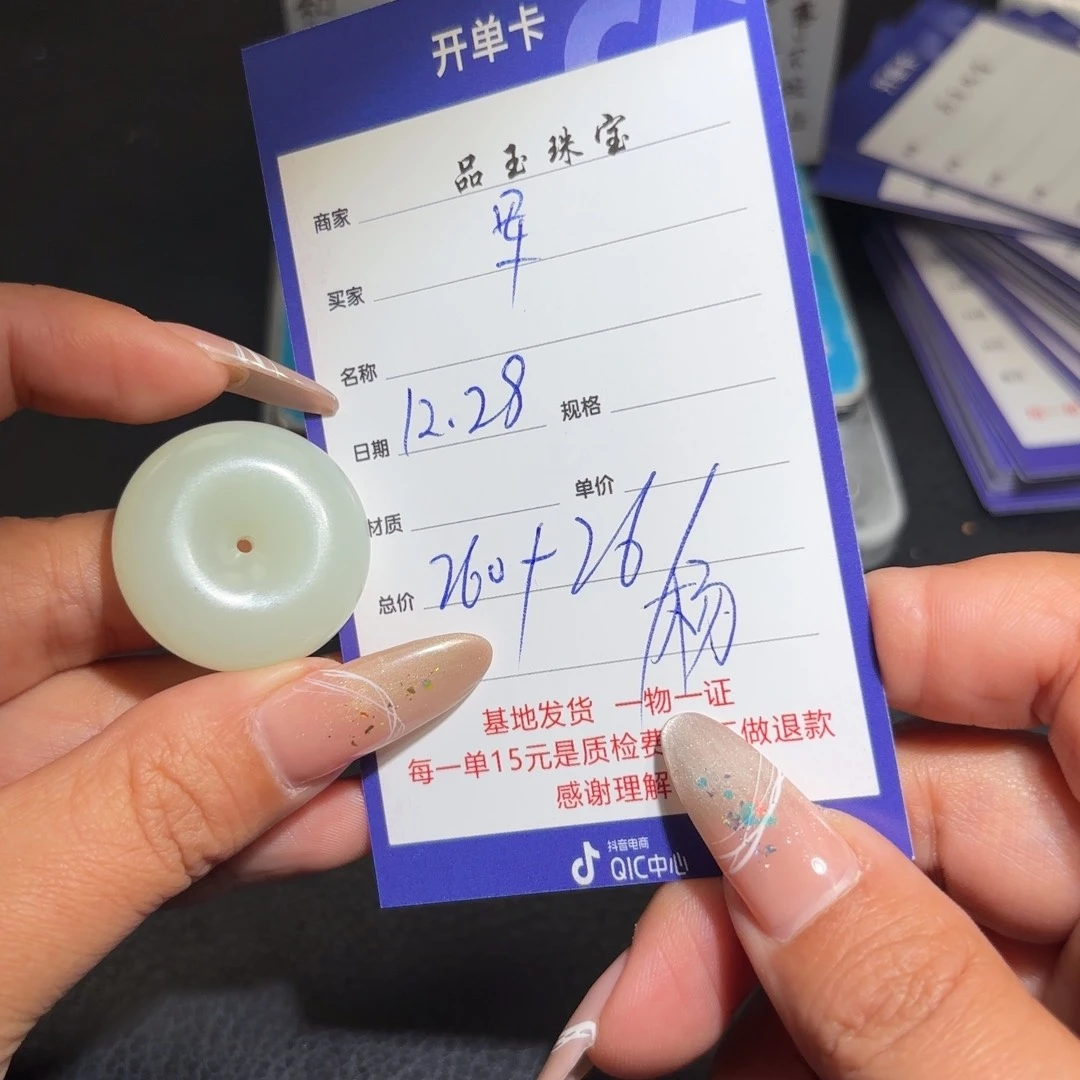 开单卡
品玉珠宝
商家
买家
名称
日期 12.28 规格
材质 单价
总价 260+26/
杨
基地发货 一物一证
每一单15元是质检费 做退款
感谢理解
抖音电商
QIC中心